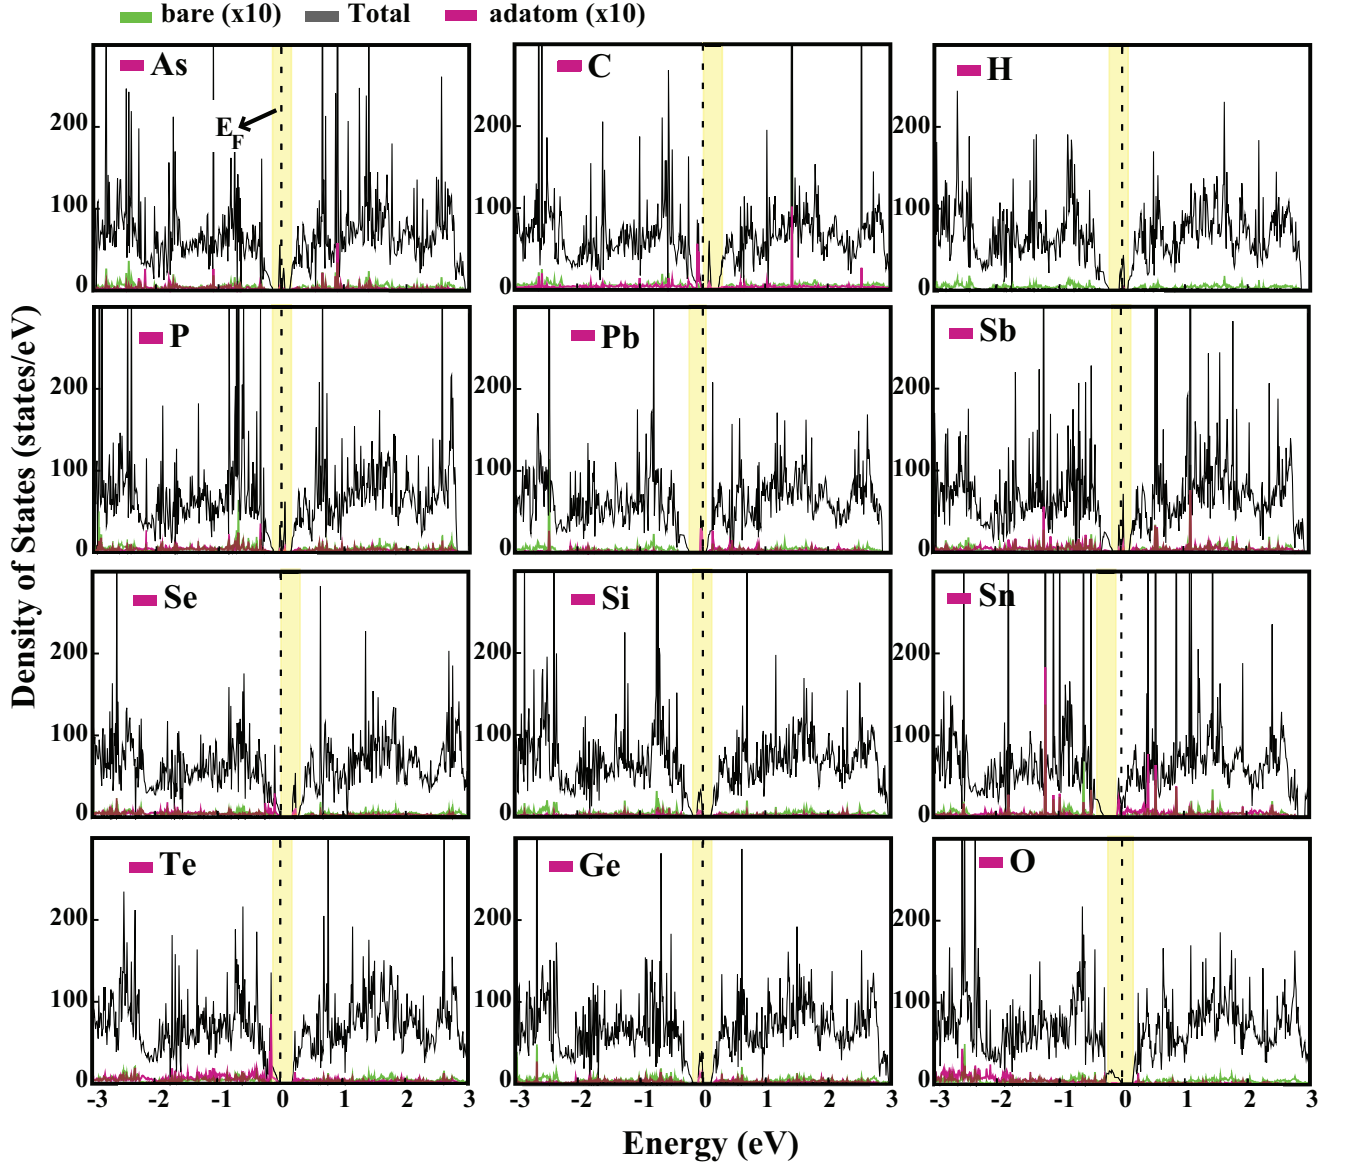 bare (x10) Total adatom (x10)
As C H
E_F
200 200 200
100 100 100
0 0 0
P Pb Sb
200 200 200
100 100 100
0 0 0
Se Si Sn
200 200 200
100 100 100
0 0 0
Te Ge O
200 200 200
100 100 100
0 0 0
-3 -2 -1 0 1 2 3 -2 -1 0 1 2 -3 -2 -1 0 1 2 3
Density of States (states/eV)
Energy (eV)